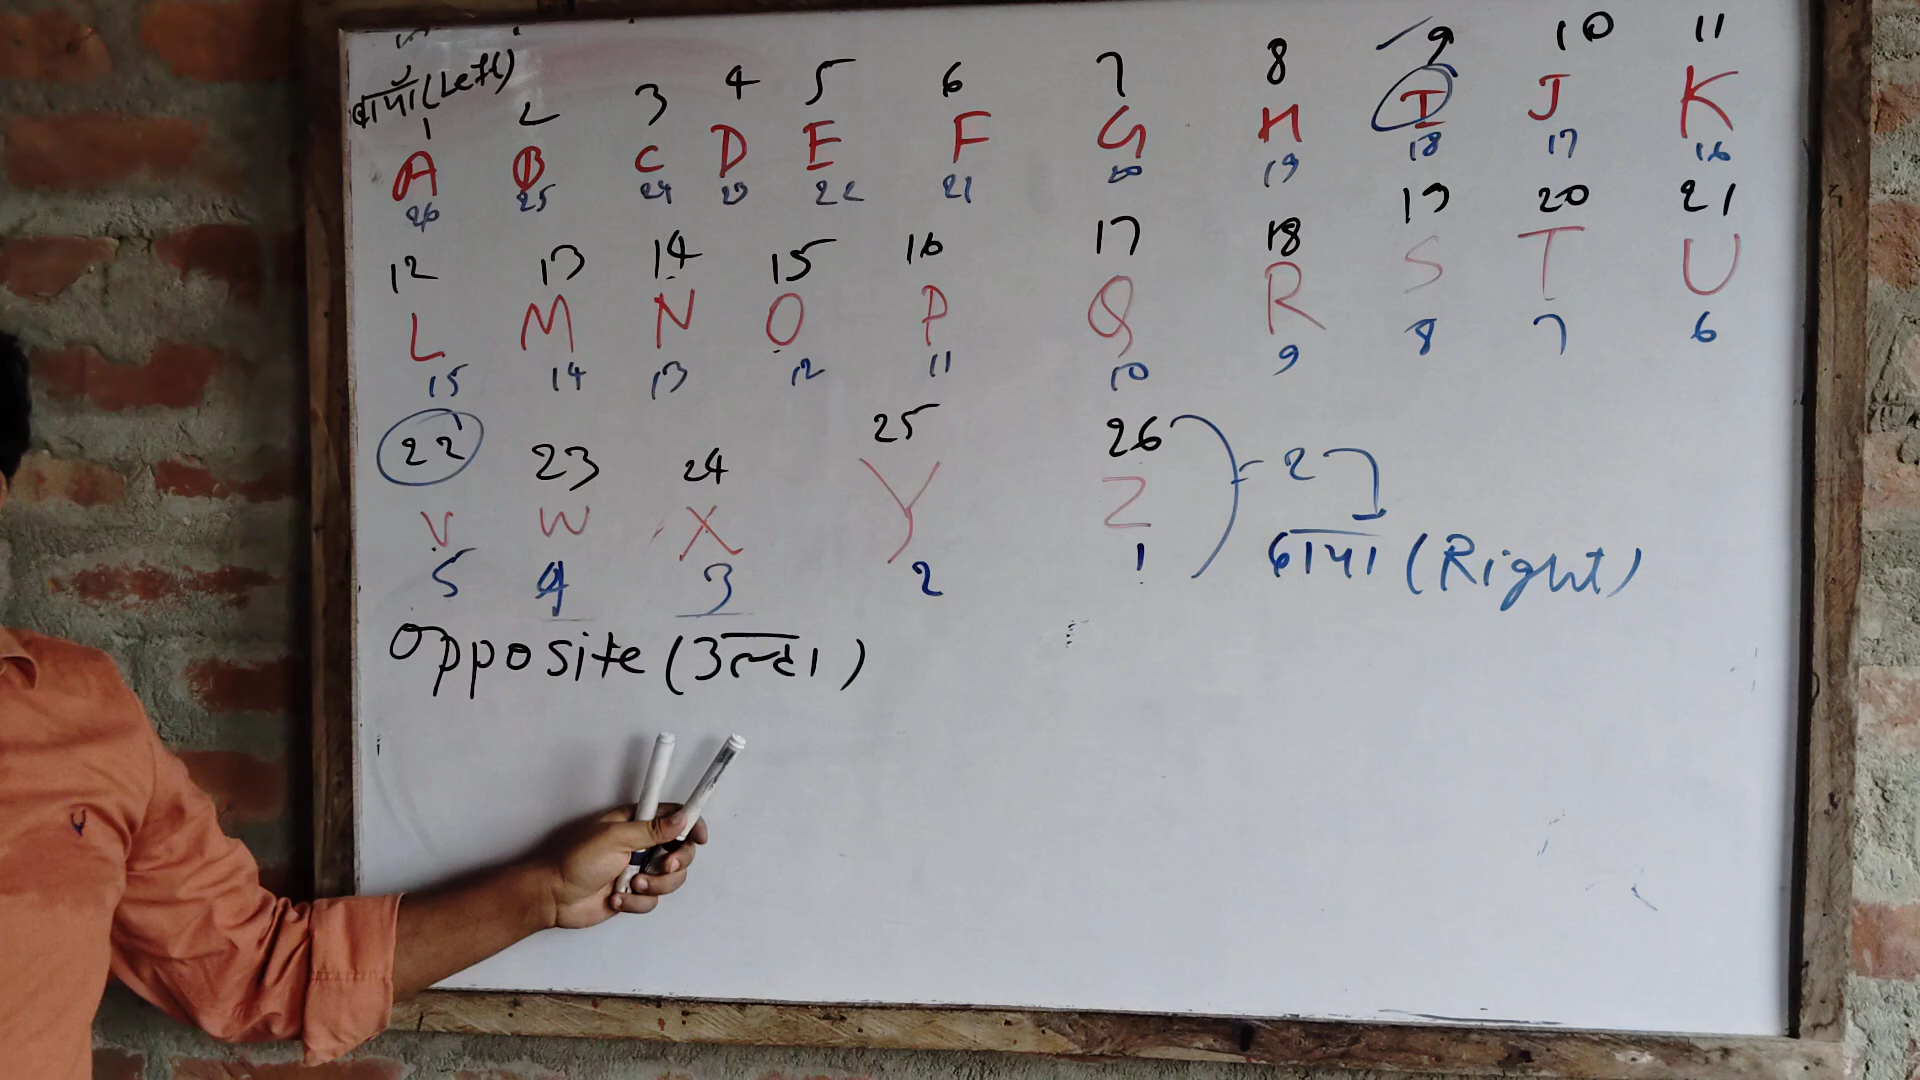 बायां (Left)
1 2 3 4 5 6 7 8 9 10 11
A B C D E F G H I J K
26 25 24 23 22 21 20 19 18 17 16
12 13 14 15 16 17 18 19 20 21
L M N O P Q R S T U
15 14 13 12 11 10 9 8 7 6
22 23 24 25 26
V W X Y Z = 27
5 4 3 2 1
दाया (Right)
Opposite (उल्टा)